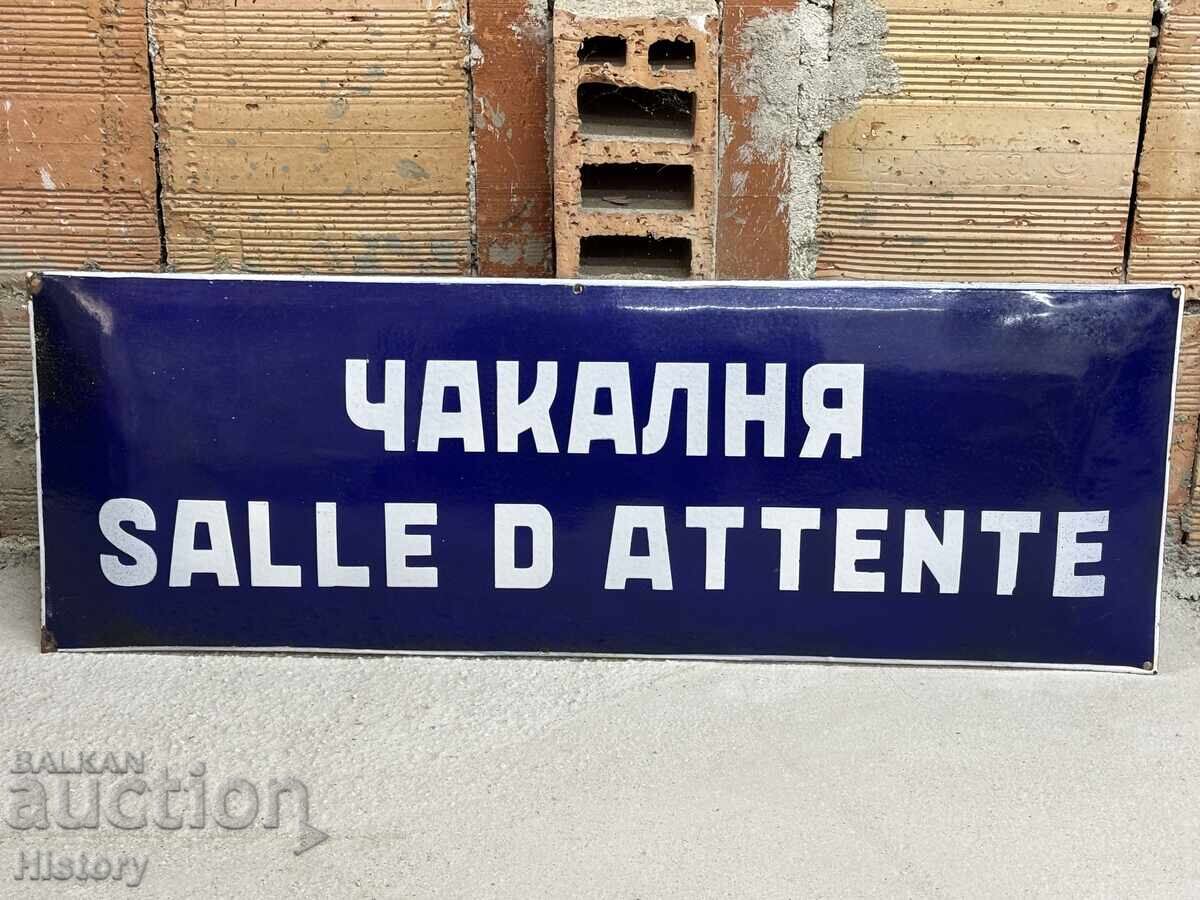 ЧАКАЛНЯ
SALLE D ATTENTE
BALKAN
auction
History